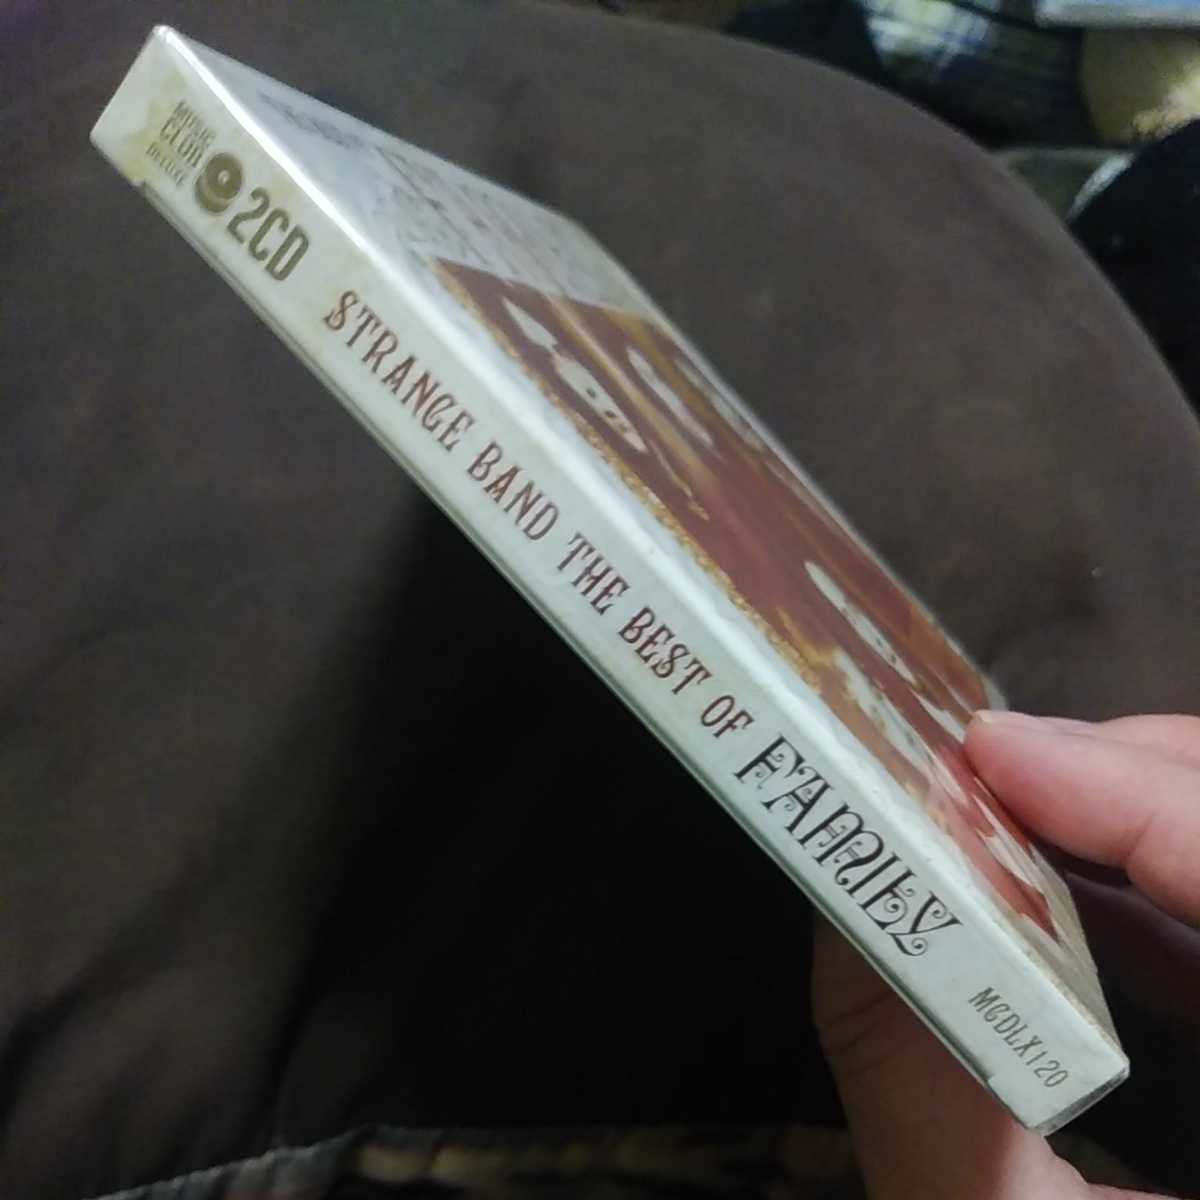 MUSIC
CLUB
DELUXE
2CD
STRANGE BAND THE BEST OF FAMILY
MCDLX120